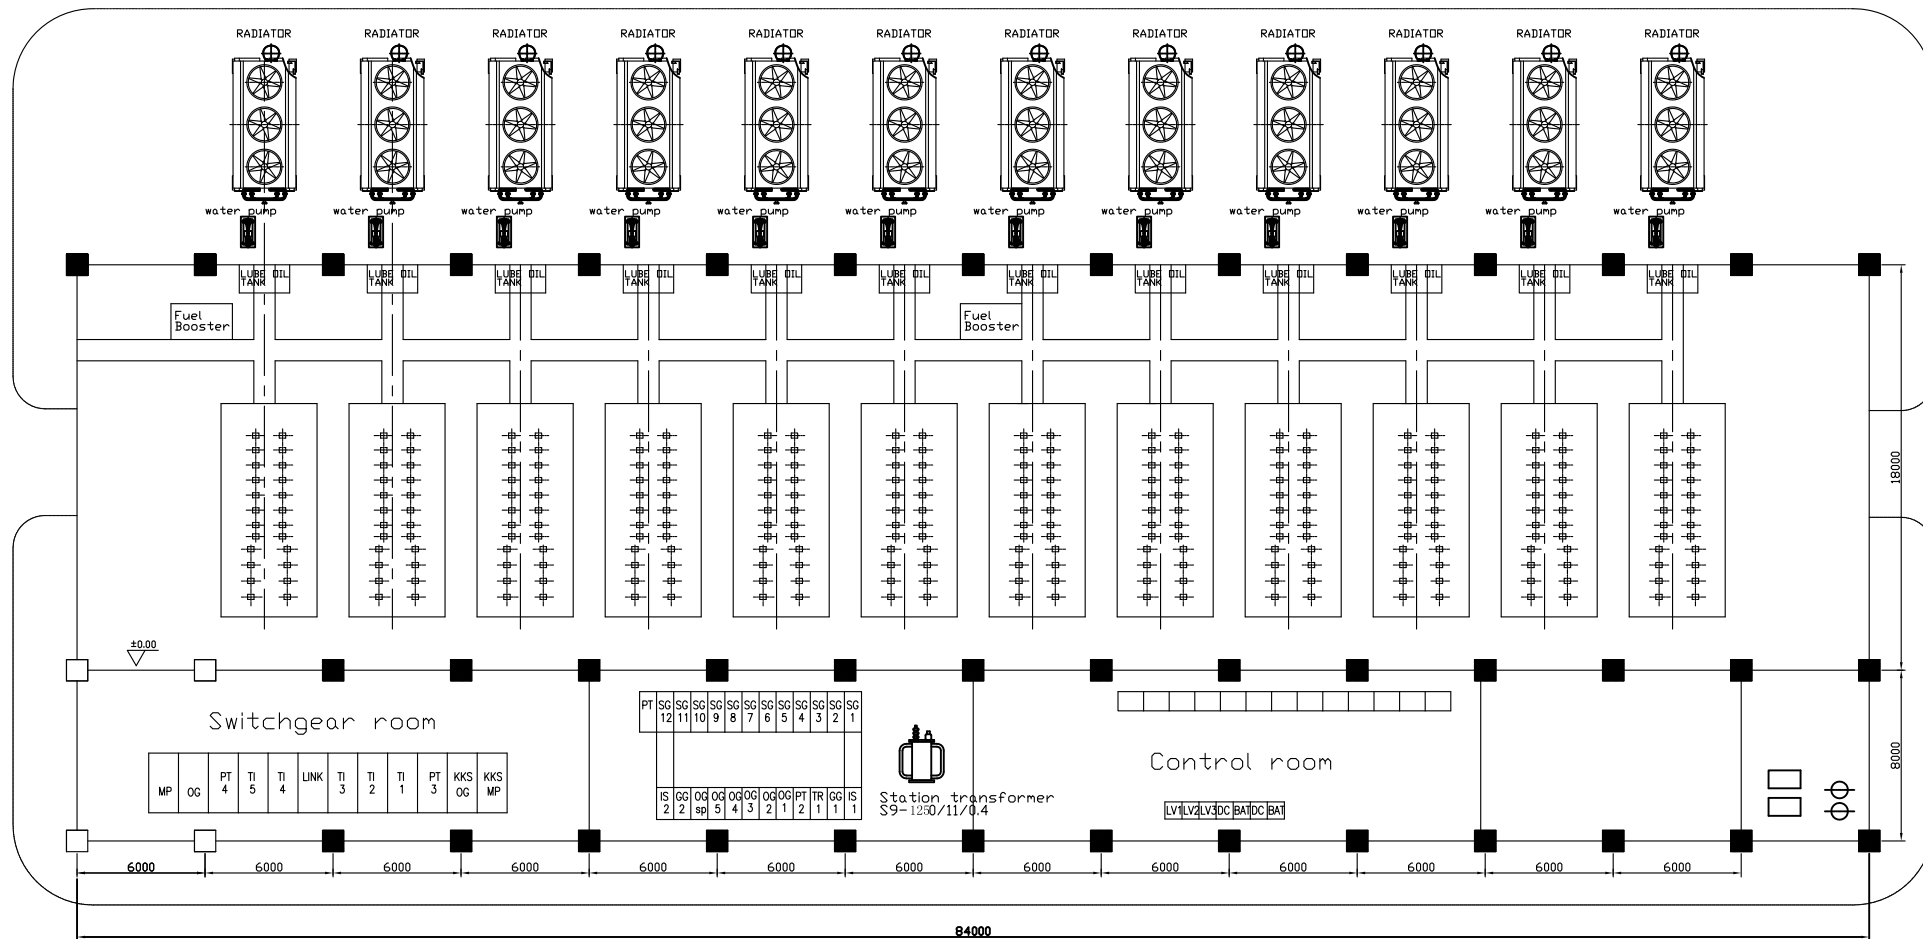 RADIATOR RADIATOR RADIATOR RADIATOR RADIATOR RADIATOR RADIATOR RADIATOR RADIATOR RADIATOR RADIATOR RADIATOR
water pump water pump water pump water pump water pump water pump water pump water pump water pump water pump water pump water pump
LUBE OIL LUBE OIL LUBE OIL LUBE OIL LUBE OIL LUBE OIL LUBE OIL LUBE OIL LUBE OIL LUBE OIL LUBE OIL LUBE OIL
TANK TANK TANK TANK TANK TANK TANK TANK TANK TANK TANK TANK
Fuel Fuel
Booster Booster
18000
±0.00
PT SG SG SG SG SG SG SG SG SG SG SG SG
12 11 10 9 8 7 6 5 4 3 2 1
Switchgear room
Control room
8000
PT TI TI LINK TI TI TI PT KKS KKS
MP OG 4 5 4 3 2 1 3 OG MP
IS GG OG OG OG OG OG OG PT TR GG IS
2 2 sp 5 4 3 2 1 2 1 1 1
Station transformer
S9-1250/11/0.4
LV1 LV2 LV3 DC BAT DC BAT
6000 6000 6000 6000 6000 6000 6000 6000 6000 6000 6000 6000 6000
84000